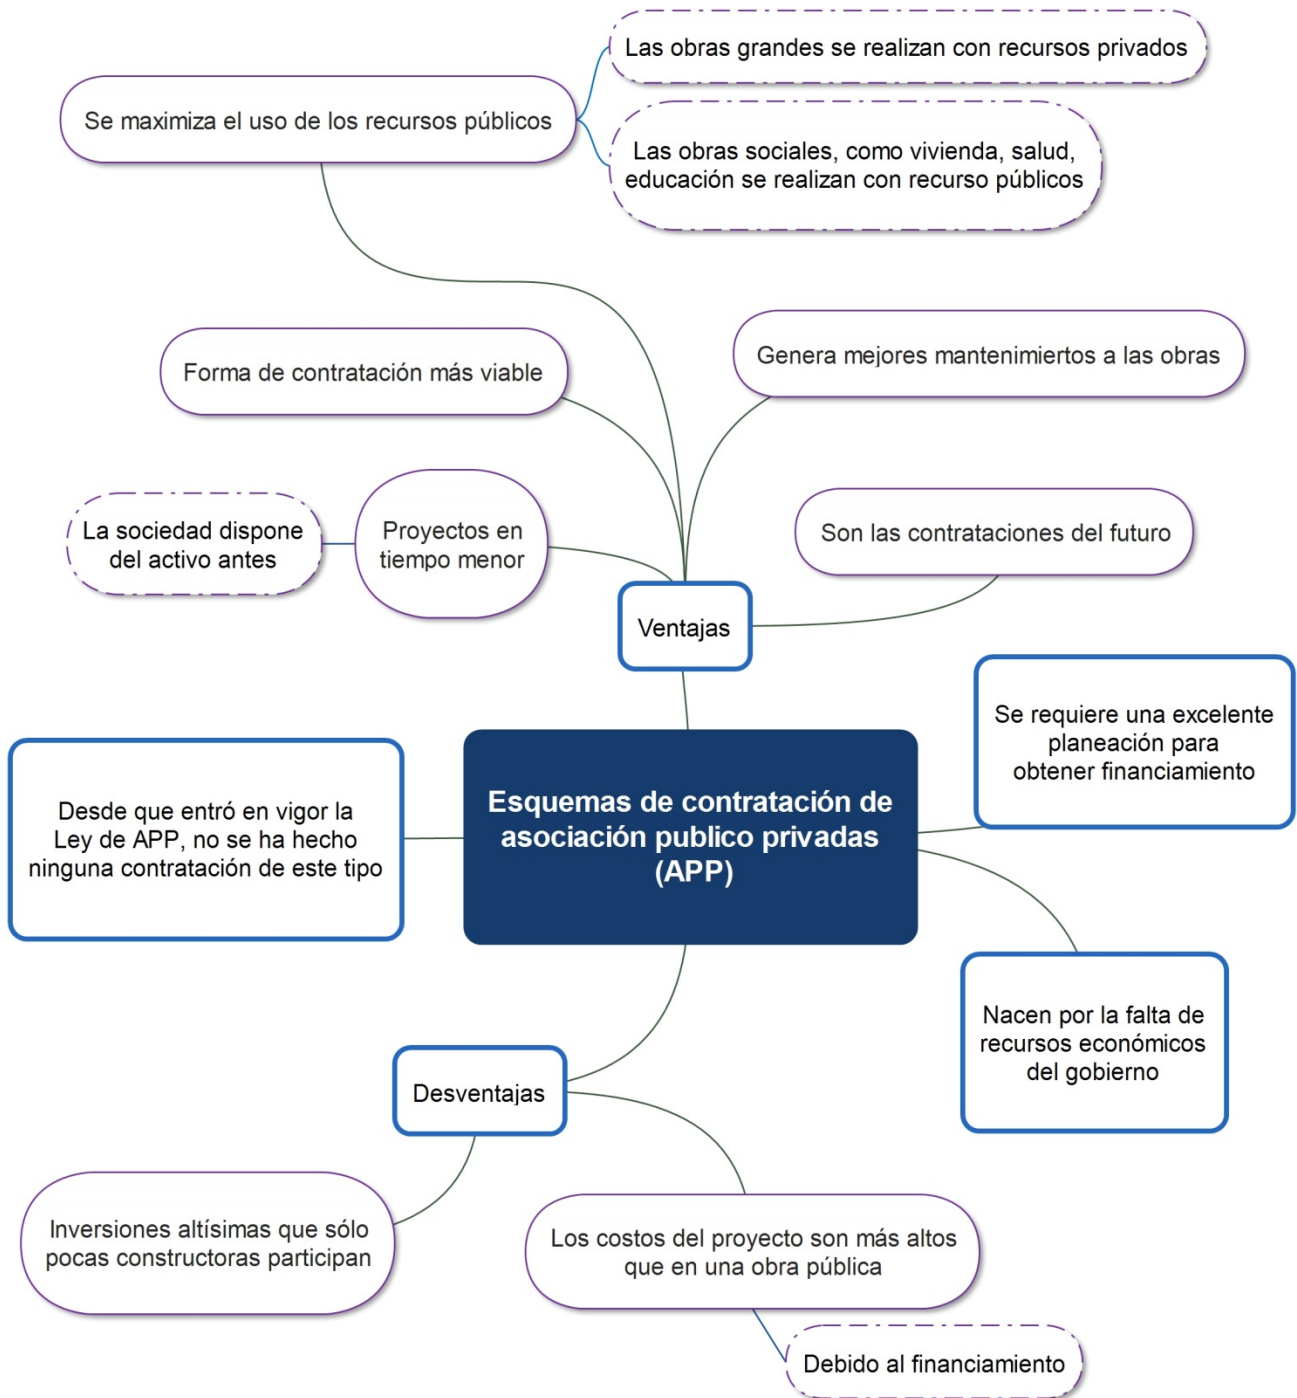 Las obras grandes se realizan con recursos privados
Se maximiza el uso de los recursos públicos
Las obras sociales, como vivienda, salud,
educación se realizan con recurso públicos
Genera mejores mantenimiertos a las obras
Forma de contratación más viable
La sociedad dispone
del activo antes
Proyectos en
tiempo menor
Son las contrataciones del futuro
Ventajas
Se requiere una excelente
planeación para
obtener financiamiento
Desde que entró en vigor la
Ley de APP, no se ha hecho
ninguna contratación de este tipo
Esquemas de contratación de
asociación publico privadas
(APP)
Nacen por la falta de
recursos económicos
del gobierno
Desventajas
Inversiones altísimas que sólo
pocas constructoras participan
Los costos del proyecto son más altos
que en una obra pública
Debido al financiamiento